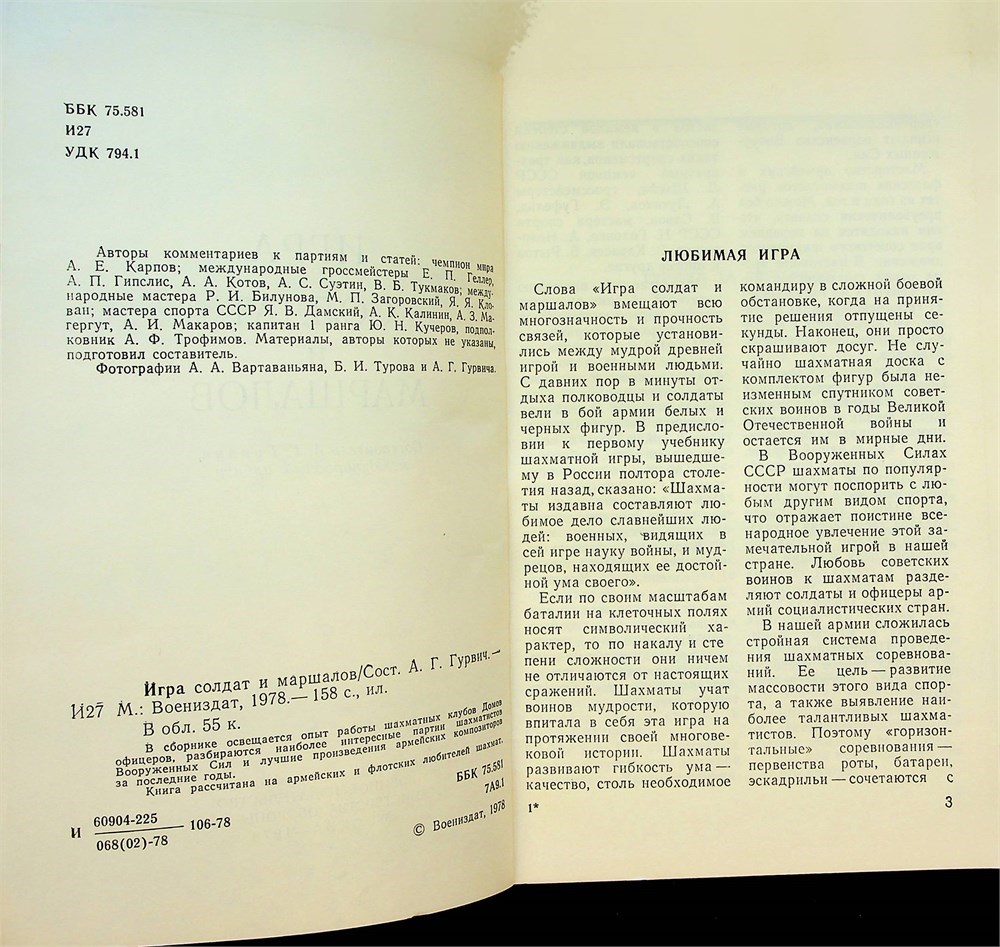 ББК 75.581
И27
УДК 794.1
Авторы комментариев к партиям и статей: чемпион мира
А. Е. Карпов; международные гроссмейстеры Е. П. Геллер,
А. П. Гипслис, А. А. Котов, А. С. Суэтин, В. Б. Тукмаков; между-
народные мастера Р. И. Билунова, М. П. Загоровский, Я. Я. Кло-
ван; мастера спорта СССР Я. В. Дамский, А. К. Калинин, А. З. Ма-
гергут, А. И. Макаров; капитан 1 ранга Ю. Н. Кучеров, подпол-
ковник А. Ф. Трофимов. Материалы, авторы которых не указаны,
подготовил составитель.
Фотографии А. А. Вартаваньяна, Б. И. Турова и А. Г. Гурвича.
Игра солдат и маршалов/Сост. А. Г. Гурвич.—
И27 М.: Воениздат, 1978.— 158 с., ил.
В обл. 55 к.
В сборнике освещается опыт работы шахматных клубов Домов
офицеров, разбираются наиболее интересные партии шахматистов
Вооруженных Сил и лучшие произведения армейских композиторов
за последние годы.
Книга рассчитана на армейских и флотских любителей шахмат.
И 60904-225
068(02)-78 106-78
ББК 75.581
7А9.1
© Воениздат, 1978
ЛЮБИМАЯ ИГРА
Слова «Игра солдат и
маршалов» вмещают всю
многозначность и прочность
связей, которые установи-
лись между мудрой древней
игрой и военными людьми.
С давних пор в минуты от-
дыха полководцы и солдаты
вели в бой армии белых и
черных фигур. В предисло-
вии к первому учебнику
шахматной игры, вышедше-
му в России полтора столе-
тия назад, сказано: «Шахма-
ты издавна составляют лю-
бимое дело славнейших лю-
дей: военных, видящих в
сей игре науку войны, и муд-
рецов, находящих ее достой-
ной ума своего».
Если по своим масштабам
баталии на клеточных полях
носят символический ха-
рактер, то по накалу и сте
пени сложности они ничем
не отличаются от настоящих
сражений. Шахматы учат
воинов мудрости, которую
впитала в себя эта игра на
протяжении своей многове-
ковой истории. Шахматы
развивают гибкость ума —
качество, столь необходимое
1*
командиру в сложной боевой
обстановке, когда на приня-
тие решения отпущены се-
кунды. Наконец, они просто
скрашивают досуг. Не слу-
чайно шахматная доска с
комплектом фигур была не-
изменным спутником совет-
ских воинов в годы Великой
Отечественной войны и
остается им в мирные дни.
В Вооруженных Силах
СССР шахматы по популяр-
ности могут поспорить с лю-
бым другим видом спорта,
что отражает поистине все-
народное увлечение этой за-
мечательной игрой в нашей
стране. Любовь советских
воинов к шахматам разде-
ляют солдаты и офицеры ар-
мий социалистических стран.
В нашей армии сложилась
стройная система проведе-
ния шахматных соревнова-
ний. Ее цель — развитие
массовости этого вида спор-
та, а также выявление наи-
более талантливых шахма-
тистов. Поэтому «горизон-
тальные» соревнования —
первенства роты, батареи,
эскадрильи — сочетаются с
3